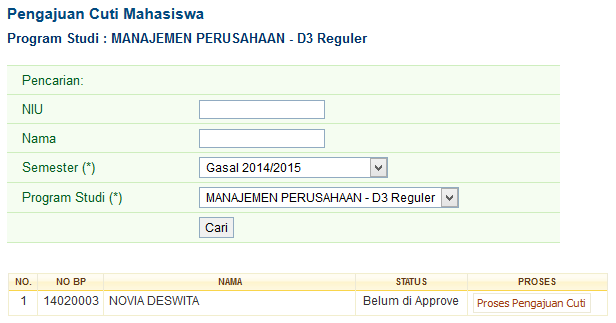 Pengajuan Cuti Mahasiswa
Program Studi : MANAJEMEN PERUSAHAAN - D3 Reguler
Pencarian:
NIU
Nama
Semester (*) Gasal 2014/2015
Program Studi (*) MANAJEMEN PERUSAHAAN - D3 Reguler
Cari
NO. NO BP NAMA STATUS PROSES
1 14020003 NOVIA DESWITA Belum di Approve Proses Pengajuan Cuti